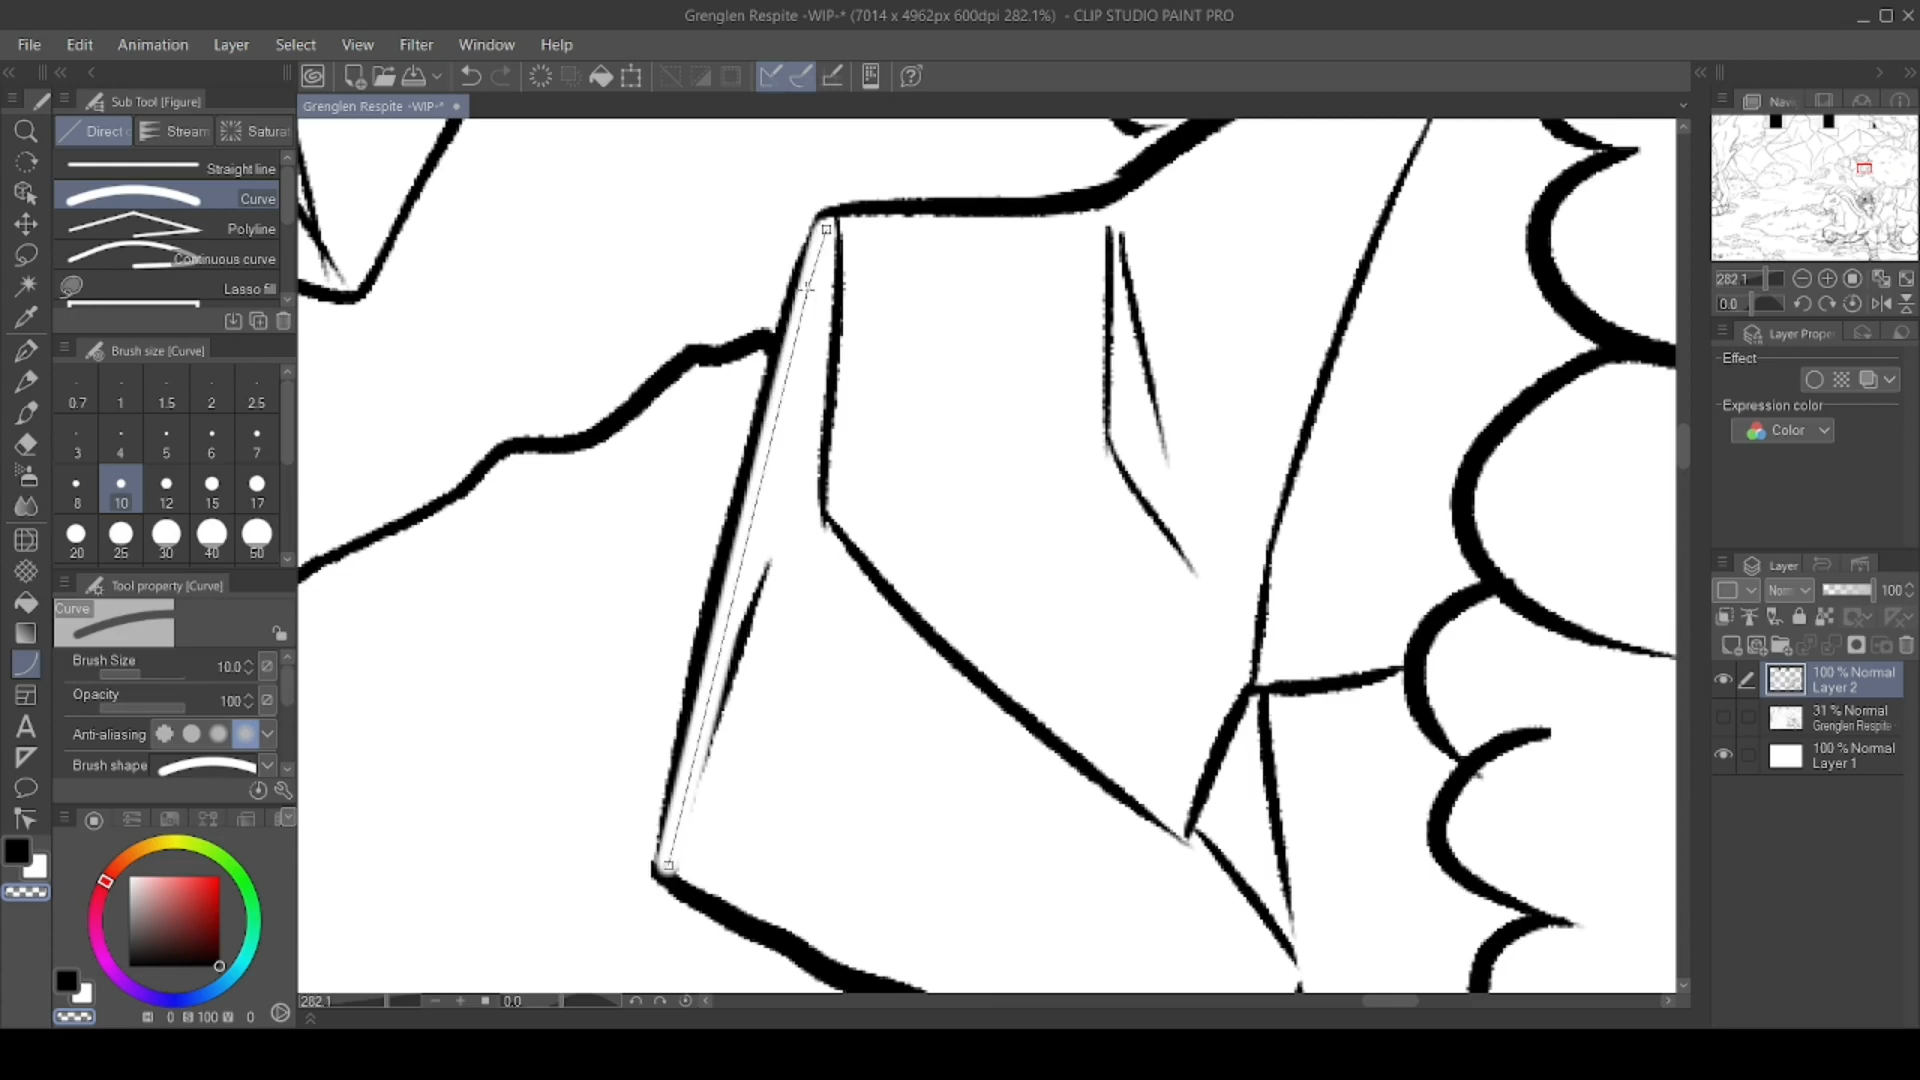 Grenglen Respite -WIP-* (7014 x 4962px 600dpi 282.1%) - CLIP STUDIO PAINT PRO
File Edit Animation Layer Select View Filter Window Help
Sub Tool [Figure]
Grenglen Respite -WIP-*
Navi
Direct Stream Satura
Straight line
Curve
Polyline
Continuous curve
Lasso fill
282.1
0.0
Brush size [Curve]
Layer Prope
Effect
0.7 1 1.5 2 2.5
Expression color
Color
3 4 5 6 7
8 10 12 15 17
20 25 30 40 50
Layer
Tool property [Curve]
Norm 100
Curve
Brush Size 10.0
100 % Normal
Layer 2
Opacity 100
31 % Normal
Grenglen Respite
Anti-aliasing
100 % Normal
Layer 1
Brush shape
282.1 0.0
H 0 S 100 V 0
A